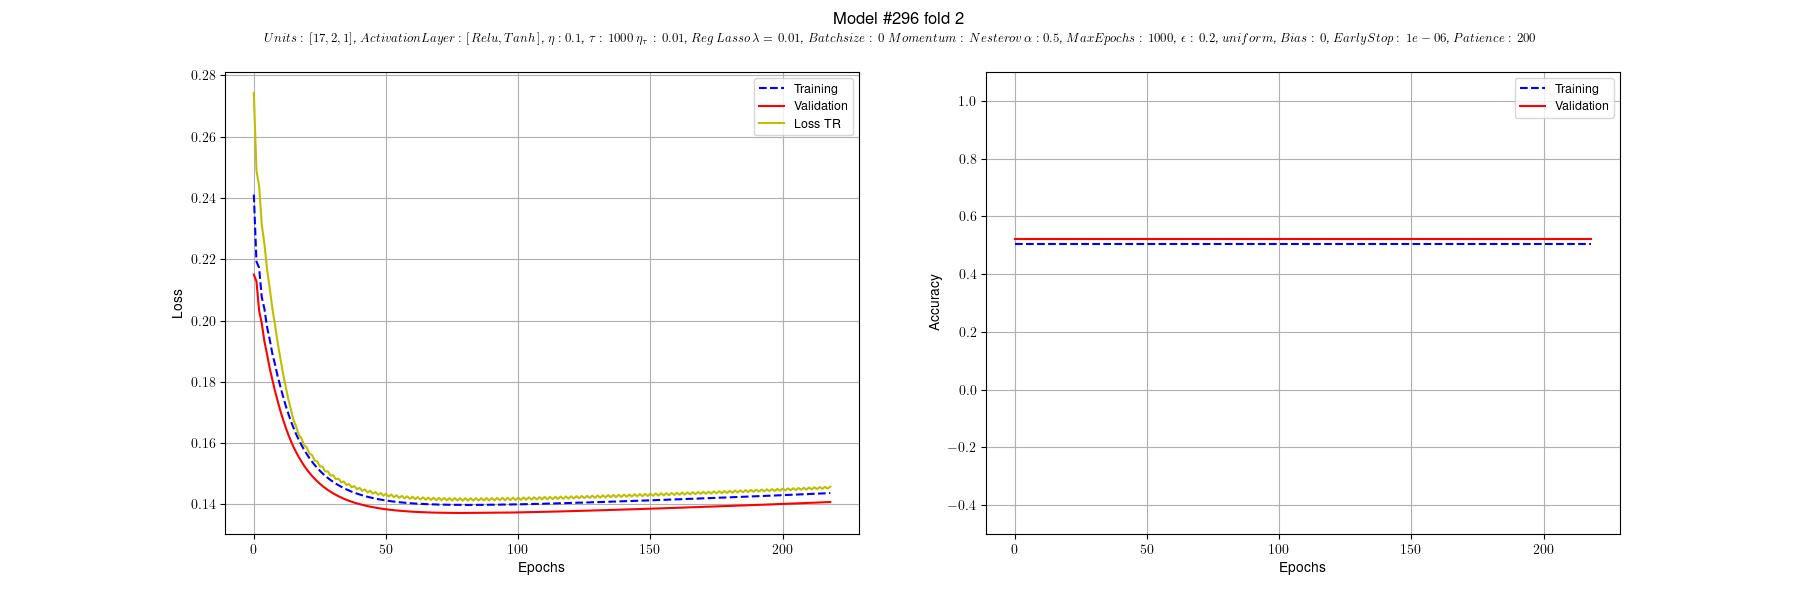 Model #296 fold 2
Units : [17, 2, 1], ActivationLayer : [Relu, Tanh], η : 0.1, τ : 1000 η_τ : 0.01, Reg Lasso λ = 0.01, Batchsize : 0 Momentum : Nesterov α : 0.5, MaxEpochs : 1000, ϵ : 0.2, uniform, Bias : 0, EarlyStop : 1e − 06, Patience : 200
0.28
0.26
0.24
0.22
0.20
0.18
0.16
0.14
Loss
Training
Validation
Loss TR
0 50 100 150 200
Epochs
1.0
0.8
0.6
0.4
0.2
0.0
−0.2
−0.4
Accuracy
Training
Validation
0 50 100 150 200
Epochs